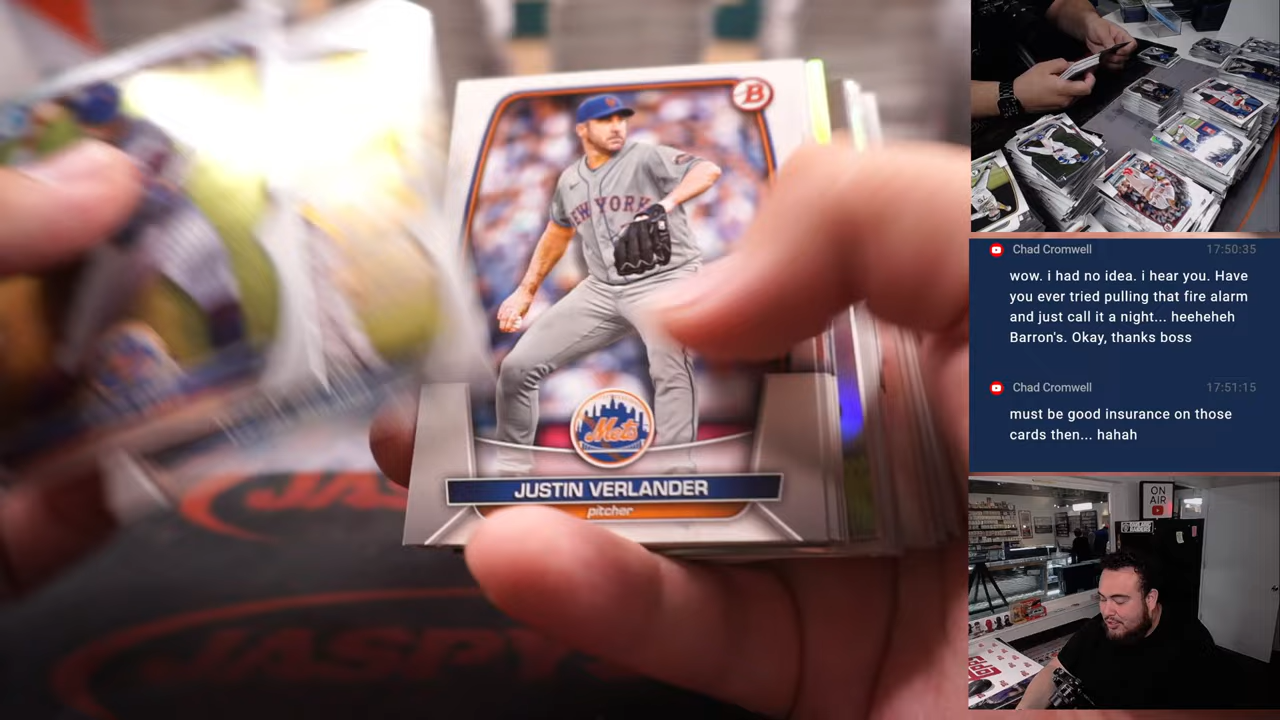 B
NEW YORK
Mets
JUSTIN VERLANDER
pitcher
JASPY'S
Chad Cromwell 17:50:35
wow. i had no idea. i hear you. Have
you ever tried pulling that fire alarm
and just call it a night... heeheheh
Barron's. Okay, thanks boss
Chad Cromwell 17:51:15
must be good insurance on those
cards then... hahah
ON
AIR